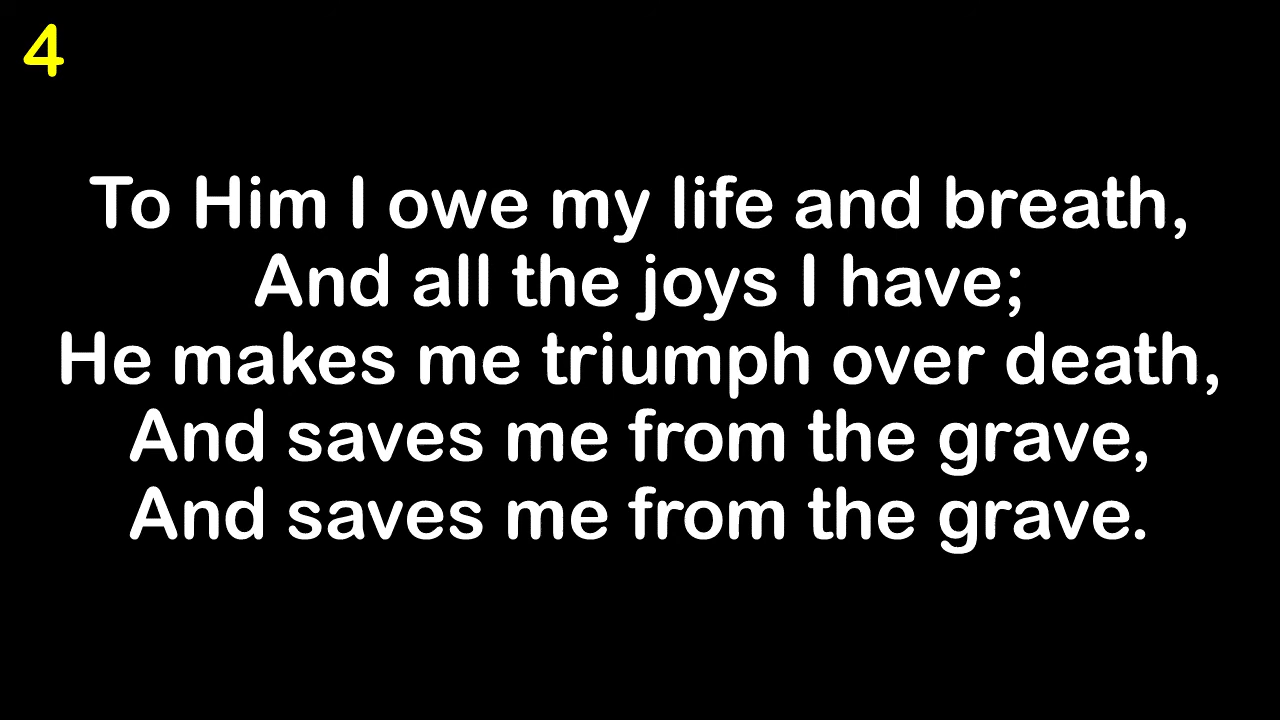 4
To Him I owe my life and breath,
And all the joys I have;
He makes me triumph over death,
And saves me from the grave,
And saves me from the grave.